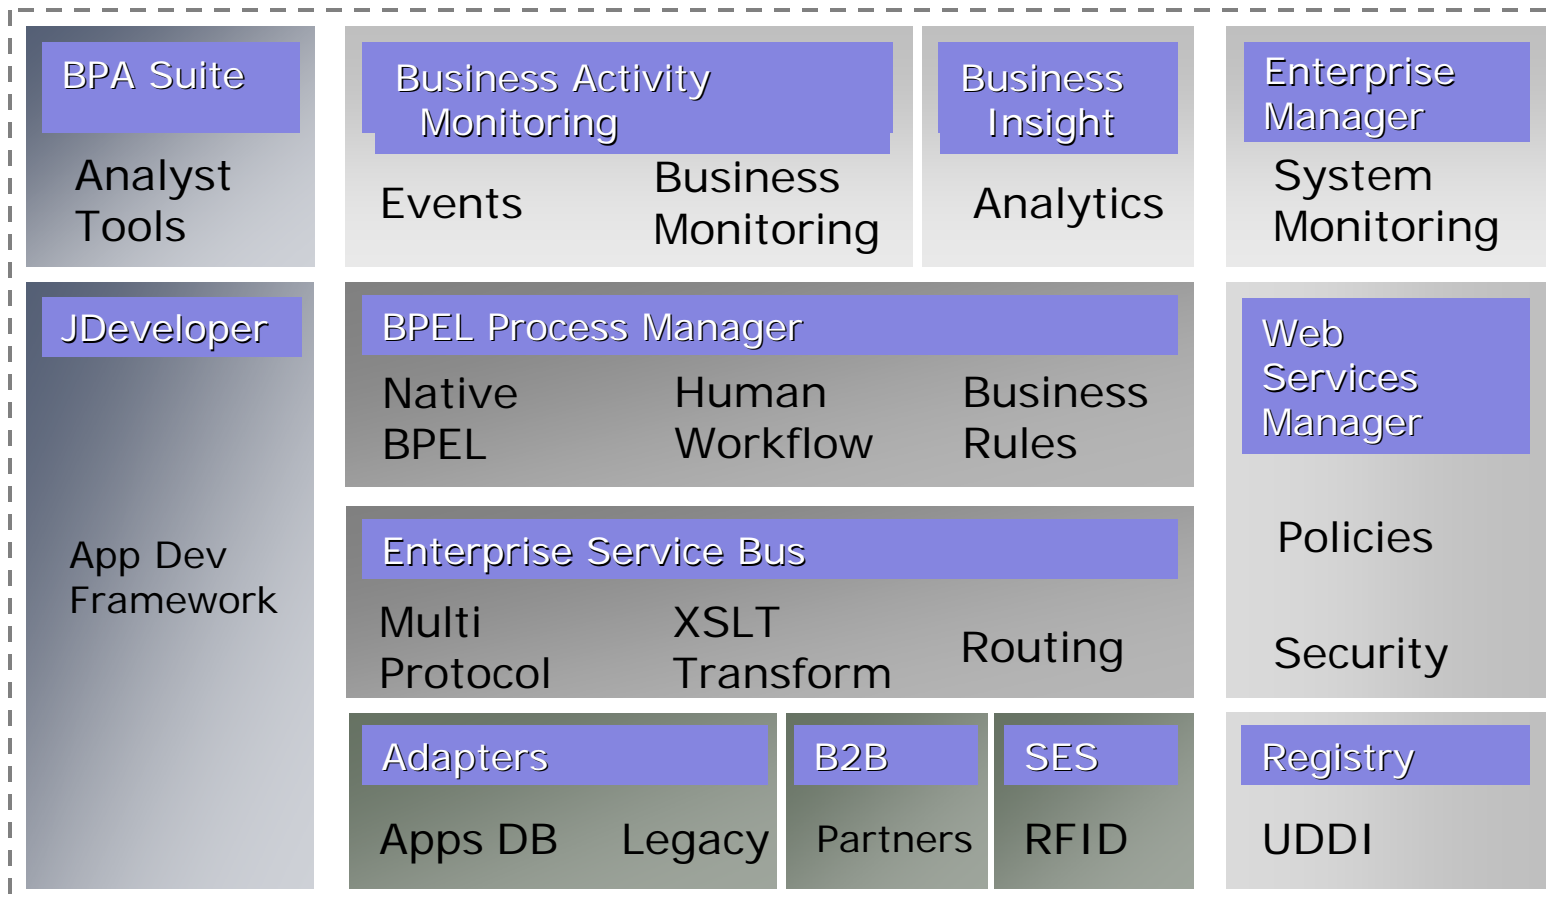 BPA Suite
Analyst
Tools
Business Activity
Monitoring
Events
Business
Monitoring
Business
Insight
Analytics
Enterprise
Manager
System
Monitoring
JDeveloper
App Dev
Framework
BPEL Process Manager
Native
BPEL
Human
Workflow
Business
Rules
Web
Services
Manager
Policies
Security
Enterprise Service Bus
Multi
Protocol
XSLT
Transform
Routing
Adapters
Apps DB
Legacy
B2B
Partners
SES
RFID
Registry
UDDI